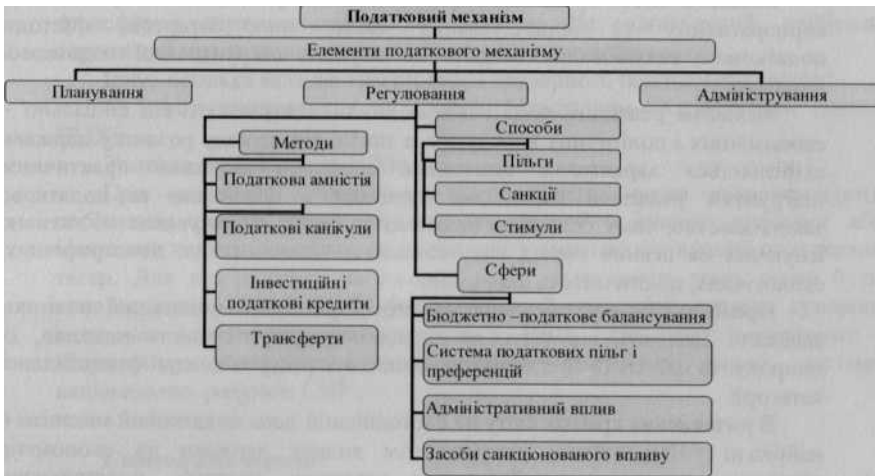 Податковий механізм
Елементи податкового механізму
Планування
Регулювання
Адміністрування
Методи
Податкова амністія
Податкові канікули
Інвестиційні
податкові кредити
Трансферти
Способи
Пільги
Санкції
Стимули
Сфери
Бюджетно –податкове балансування
Система податкових пільг і
преференцій
Адміністративний вплив
Засоби санкціонованого впливу